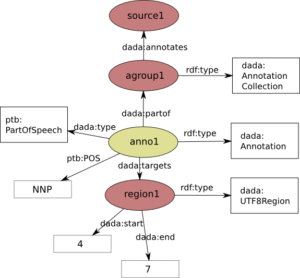 source1
dada:annotates
agroup1
rdf:type
dada:
Annotation
Collection
dada:partof
ptb:
PartOfSpeech
dada:type
anno1
rdf:type
dada:
Annotation
ptb:POS
dada:targets
NNP
region1
rdf:type
dada:
UTF8Region
dada:start
dada:end
4
7